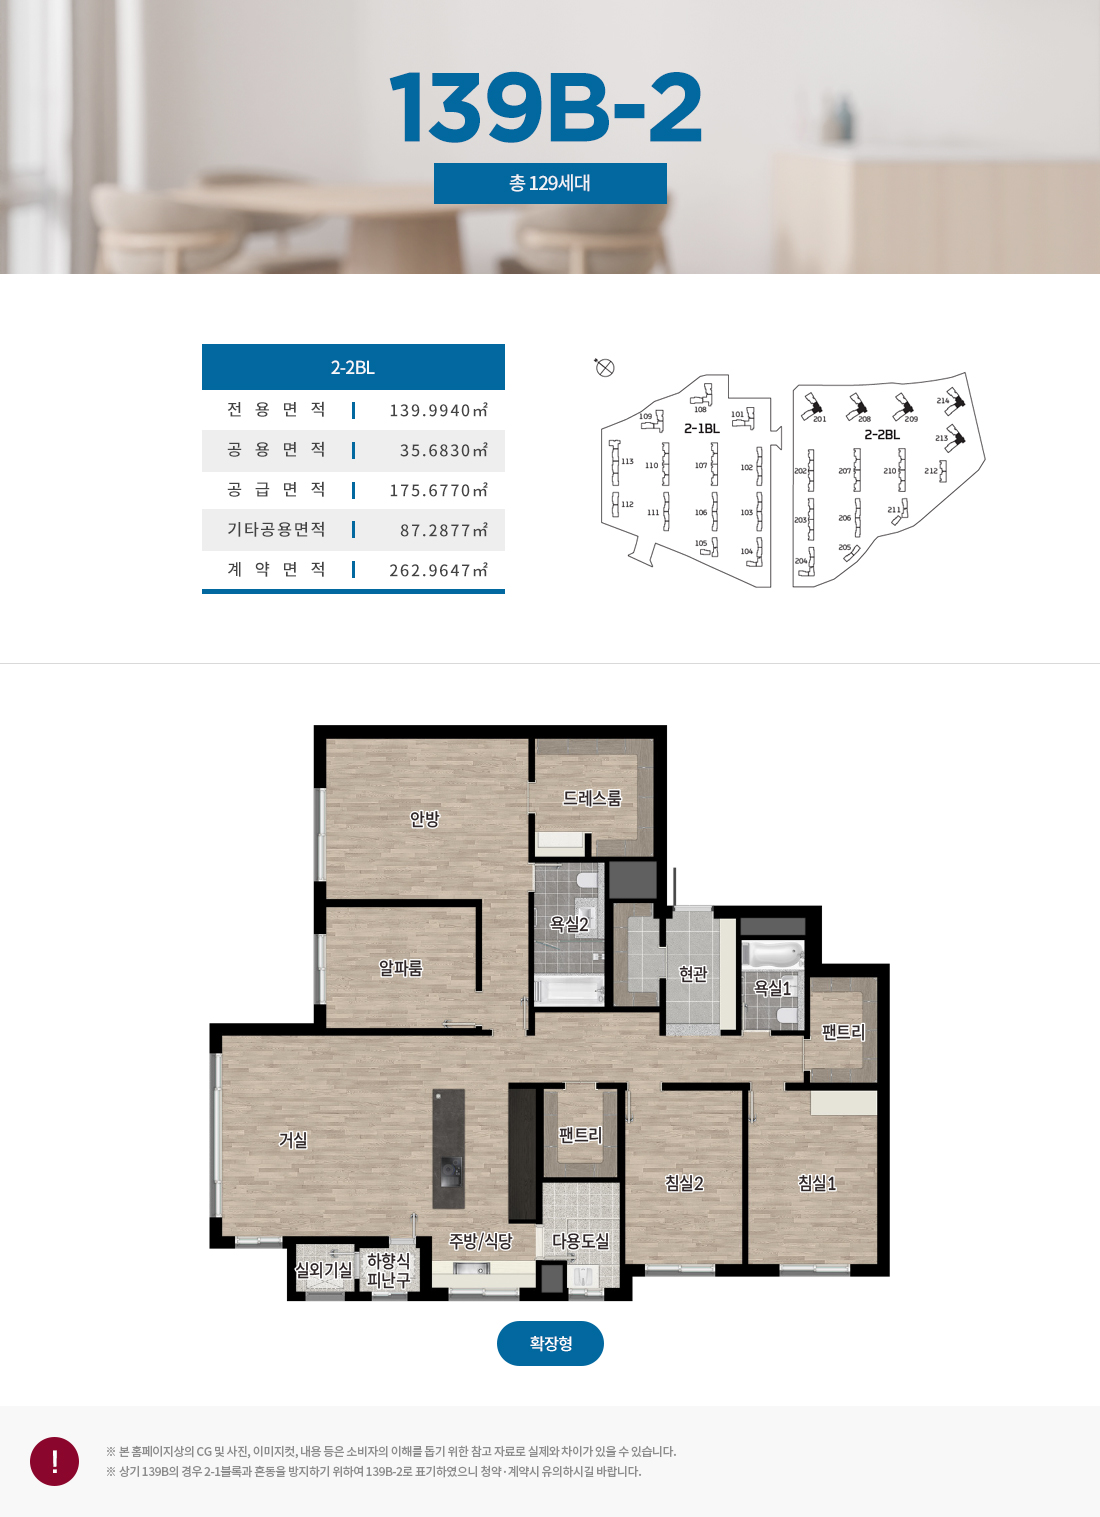 139B-2
총 129세대
2-2BL
전 용 면 적 139.9940㎡
공 용 면 적 35.6830㎡
공 급 면 적 175.6770㎡
기타공용면적 87.2877㎡
계 약 면 적 262.9647㎡
108
109
101
2-1BL
113
110
107
102
112
111
106
103
105
104
214
201
208
209
2-2BL
213
202
207
210
212
203
206
211
205
204
드레스룸
안방
욕실2
알파룸
현관
욕실1
팬트리
거실
팬트리
침실2
침실1
주방/식당
다용도실
실외기실
하향식
피난구
확장형
!
※ 본 홈페이지상의 CG 및 사진, 이미지컷, 내용 등은 소비자의 이해를 돕기 위한 참고 자료로 실제와 차이가 있을 수 있습니다.
※ 상기 139B의 경우 2-1블록과 혼동을 방지하기 위하여 139B-2로 표기하였으니 청약·계약시 유의하시길 바랍니다.